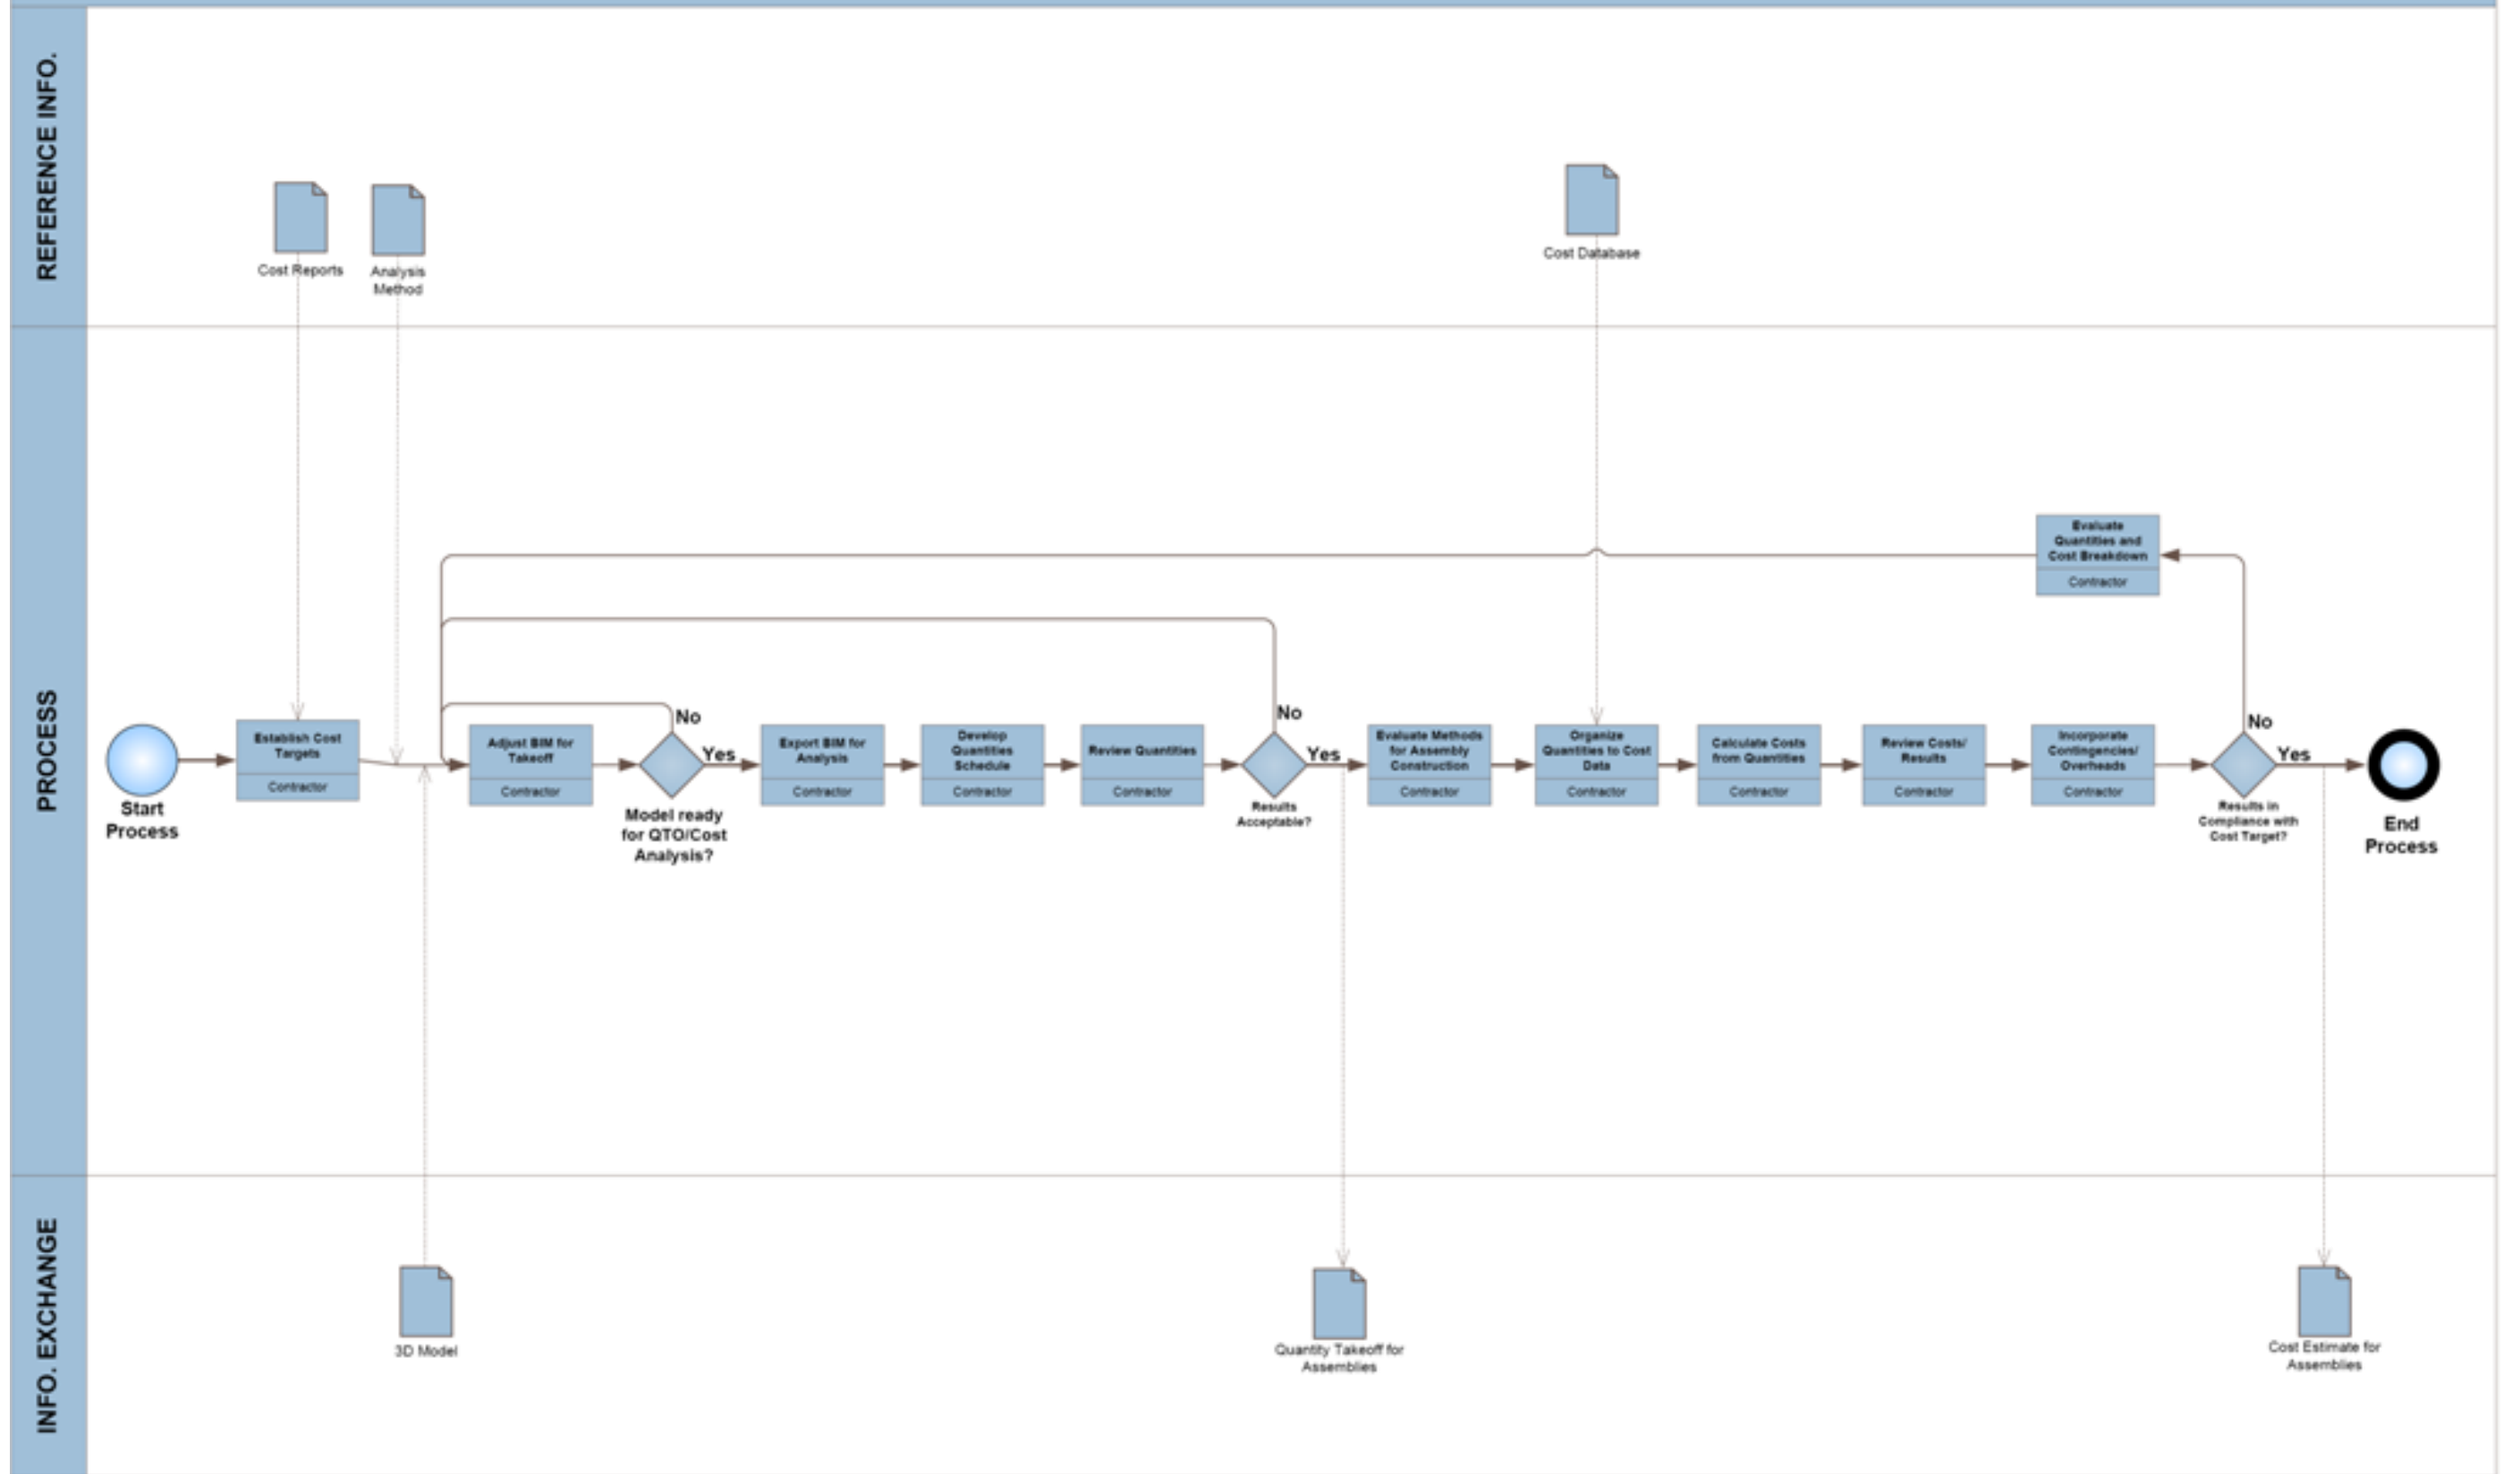 REFERENCE INFO.
Cost Reports
Analysis
Method
Cost Database
PROCESS
Start
Process
Establish Cost
Targets
Contractor
Adjust BIM for
Takeoff
Contractor
No
Yes
Model ready
for QTO/Cost
Analysis?
Export BIM for
Analysis
Contractor
Develop
Quantities
Schedule
Contractor
Review Quantities
Contractor
No
Yes
Results
Acceptable?
Evaluate Methods
for Assembly
Construction
Contractor
Organize
Quantities to Cost
Data
Contractor
Calculate Costs
from Quantities
Contractor
Review Costs/
Results
Contractor
Incorporate
Contingencies/
Overheads
Contractor
Evaluate
Quantities and
Cost Breakdown
Contractor
No
Yes
Results in
Compliance with
Cost Target?
End
Process
INFO. EXCHANGE
3D Model
Quantity Takeoff for
Assemblies
Cost Estimate for
Assemblies